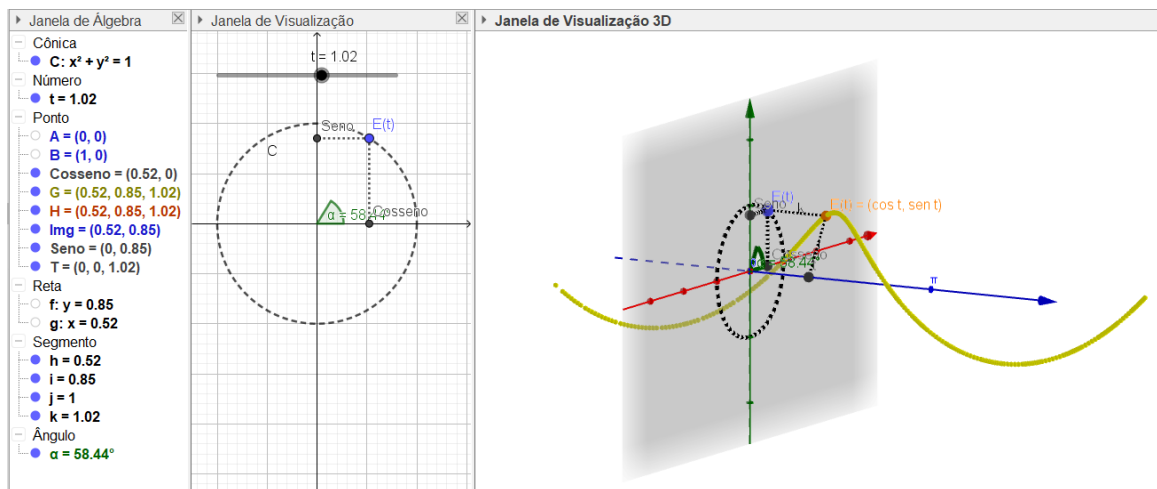 Janela de Álgebra
Cônica
C: x² + y² = 1
Número
t = 1.02
Ponto
A = (0, 0)
B = (1, 0)
Cosseno = (0.52, 0)
G = (0.52, 0.85, 1.02)
H = (0.52, 0.85, 1.02)
Img = (0.52, 0.85)
Seno = (0, 0.85)
T = (0, 0, 1.02)
Reta
f: y = 0.85
g: x = 0.52
Segmento
h = 0.52
i = 0.85
j = 1
k = 1.02
Ângulo
α = 58.44°
Janela de Visualização
t = 1.02
Seno
E(t)
C
α = 58.44
Cosseno
Janela de Visualização 3D
E(t)
Seno
= (cos t, sen t)
Cosseno
58.44
π